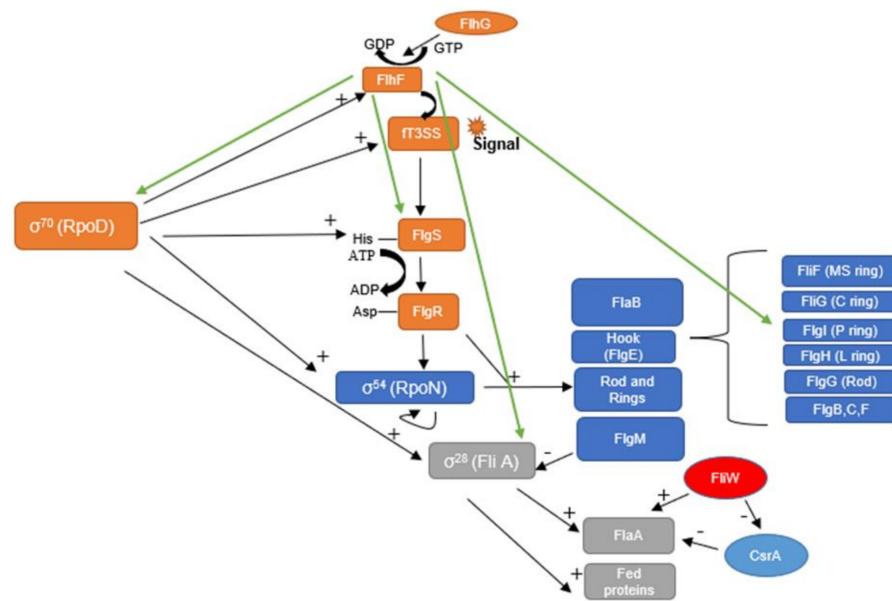 FlhG
GDP
GTP
FlhF
+
fT3SS
+
Signal
σ⁷⁰ (RpoD)
+
His
FlgS
ATP
ADP
Asp
FlgR
FlaB
Hook
(FlgE)
Rod and
Rings
FlgM
FliF (MS ring)
FliG (C ring)
FlgI (P ring)
FlgH (L ring)
FlgG (Rod)
FlgB,C,F
+
σ⁵⁴ (RpoN)
+
+
σ²⁸ (Fli A)
-
FliW
+
-
+
FlaA
-
CsrA
+
Fed
proteins